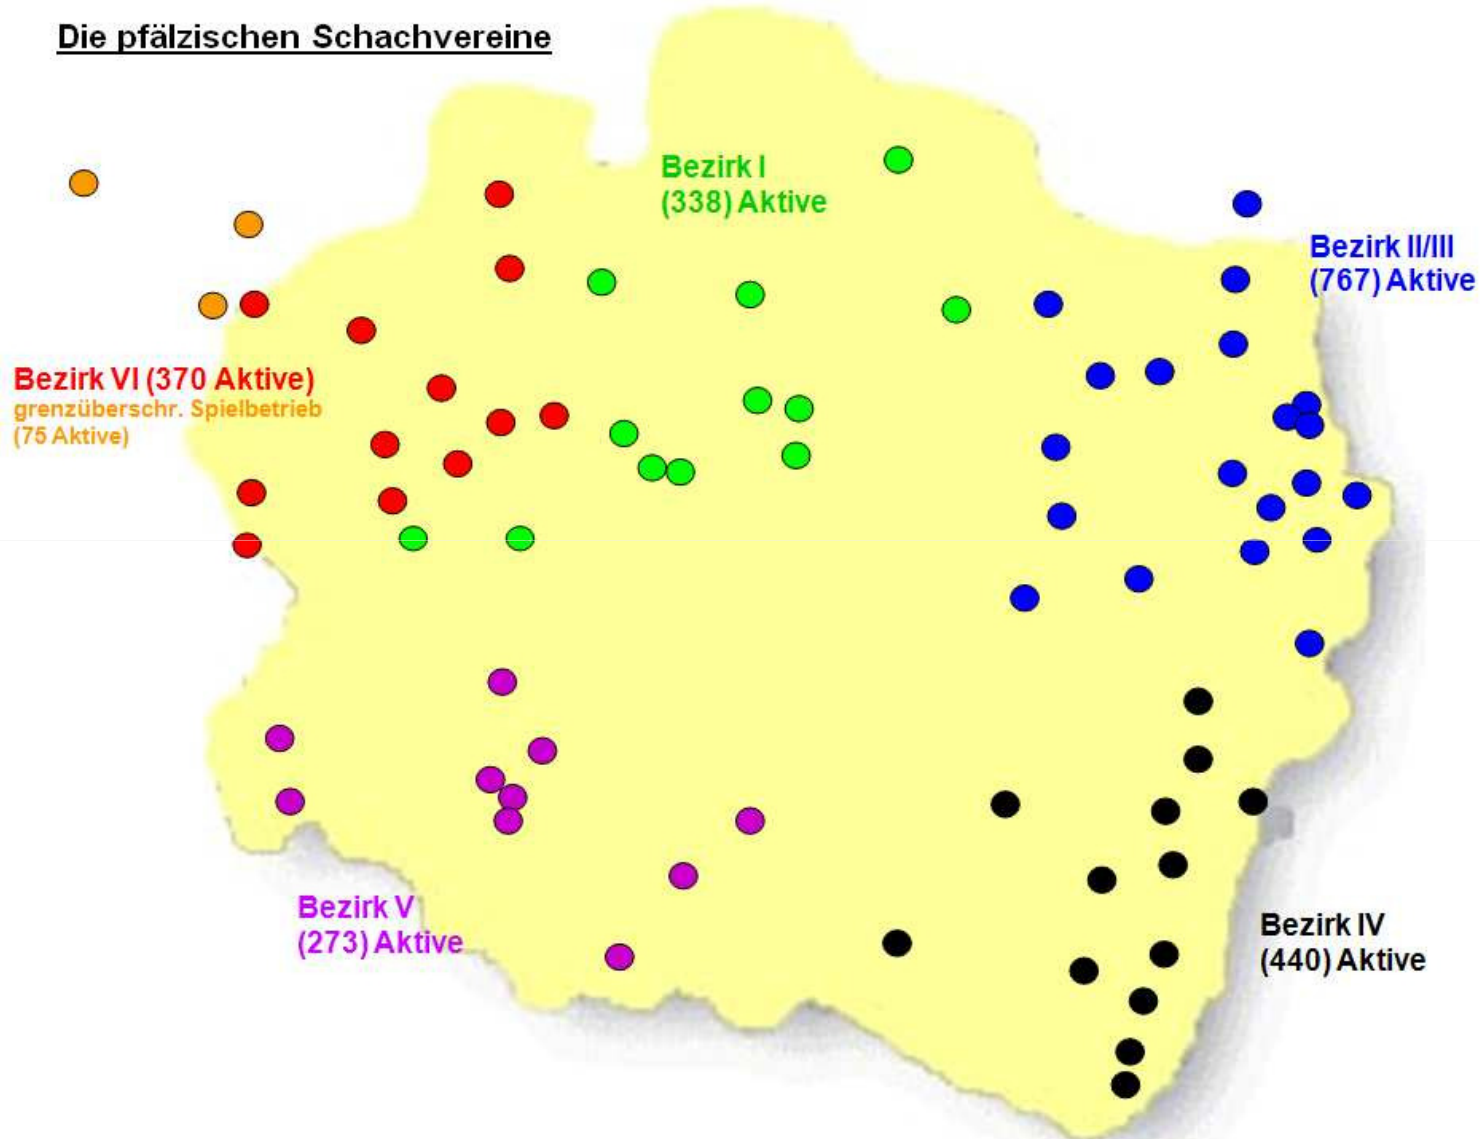 Die pfälzischen Schachvereine
Bezirk I
(338) Aktive
Bezirk II/III
(767) Aktive
Bezirk VI (370 Aktive)
grenzüberschr. Spielbetrieb
(75 Aktive)
Bezirk V
(273) Aktive
Bezirk IV
(440) Aktive